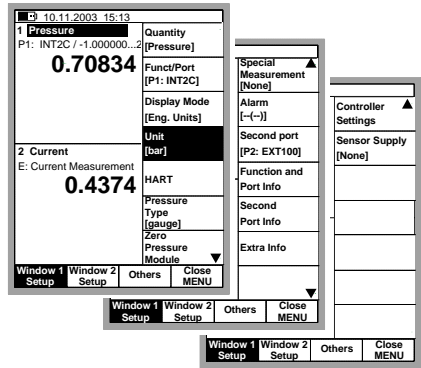 10.11.2003 15:13
1 Pressure
P1: INT2C / -1.000000...2
0.70834
2 Current
E: Current Measurement
0.4374
Quantity
[Pressure]
Funct/Port
[P1: INT2C]
Display Mode
[Eng. Units]
Unit
[bar]
HART
Pressure
Type
[gauge]
Zero
Pressure
Module
Window 1 Setup
Window 2 Setup
Others
Close MENU
Special
Measurement
[None]
Alarm
[--(--)]
Second port
[P2: EXT100]
Function and
Port Info
Second
Port Info
Extra Info
Window 1 Setup
Window 2 Setup
Others
Close MENU
Controller
Settings
Sensor Supply
[None]
Window 1 Setup
Window 2 Setup
Others
Close MENU